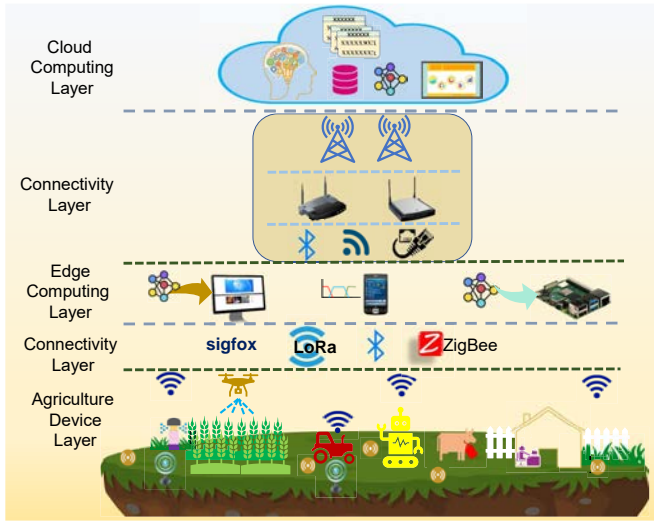 Cloud
Computing
Layer
Connectivity
Layer
Edge
Computing
Layer
Connectivity
Layer
sigfox
LoRa
Z ZigBee
Agriculture
Device
Layer